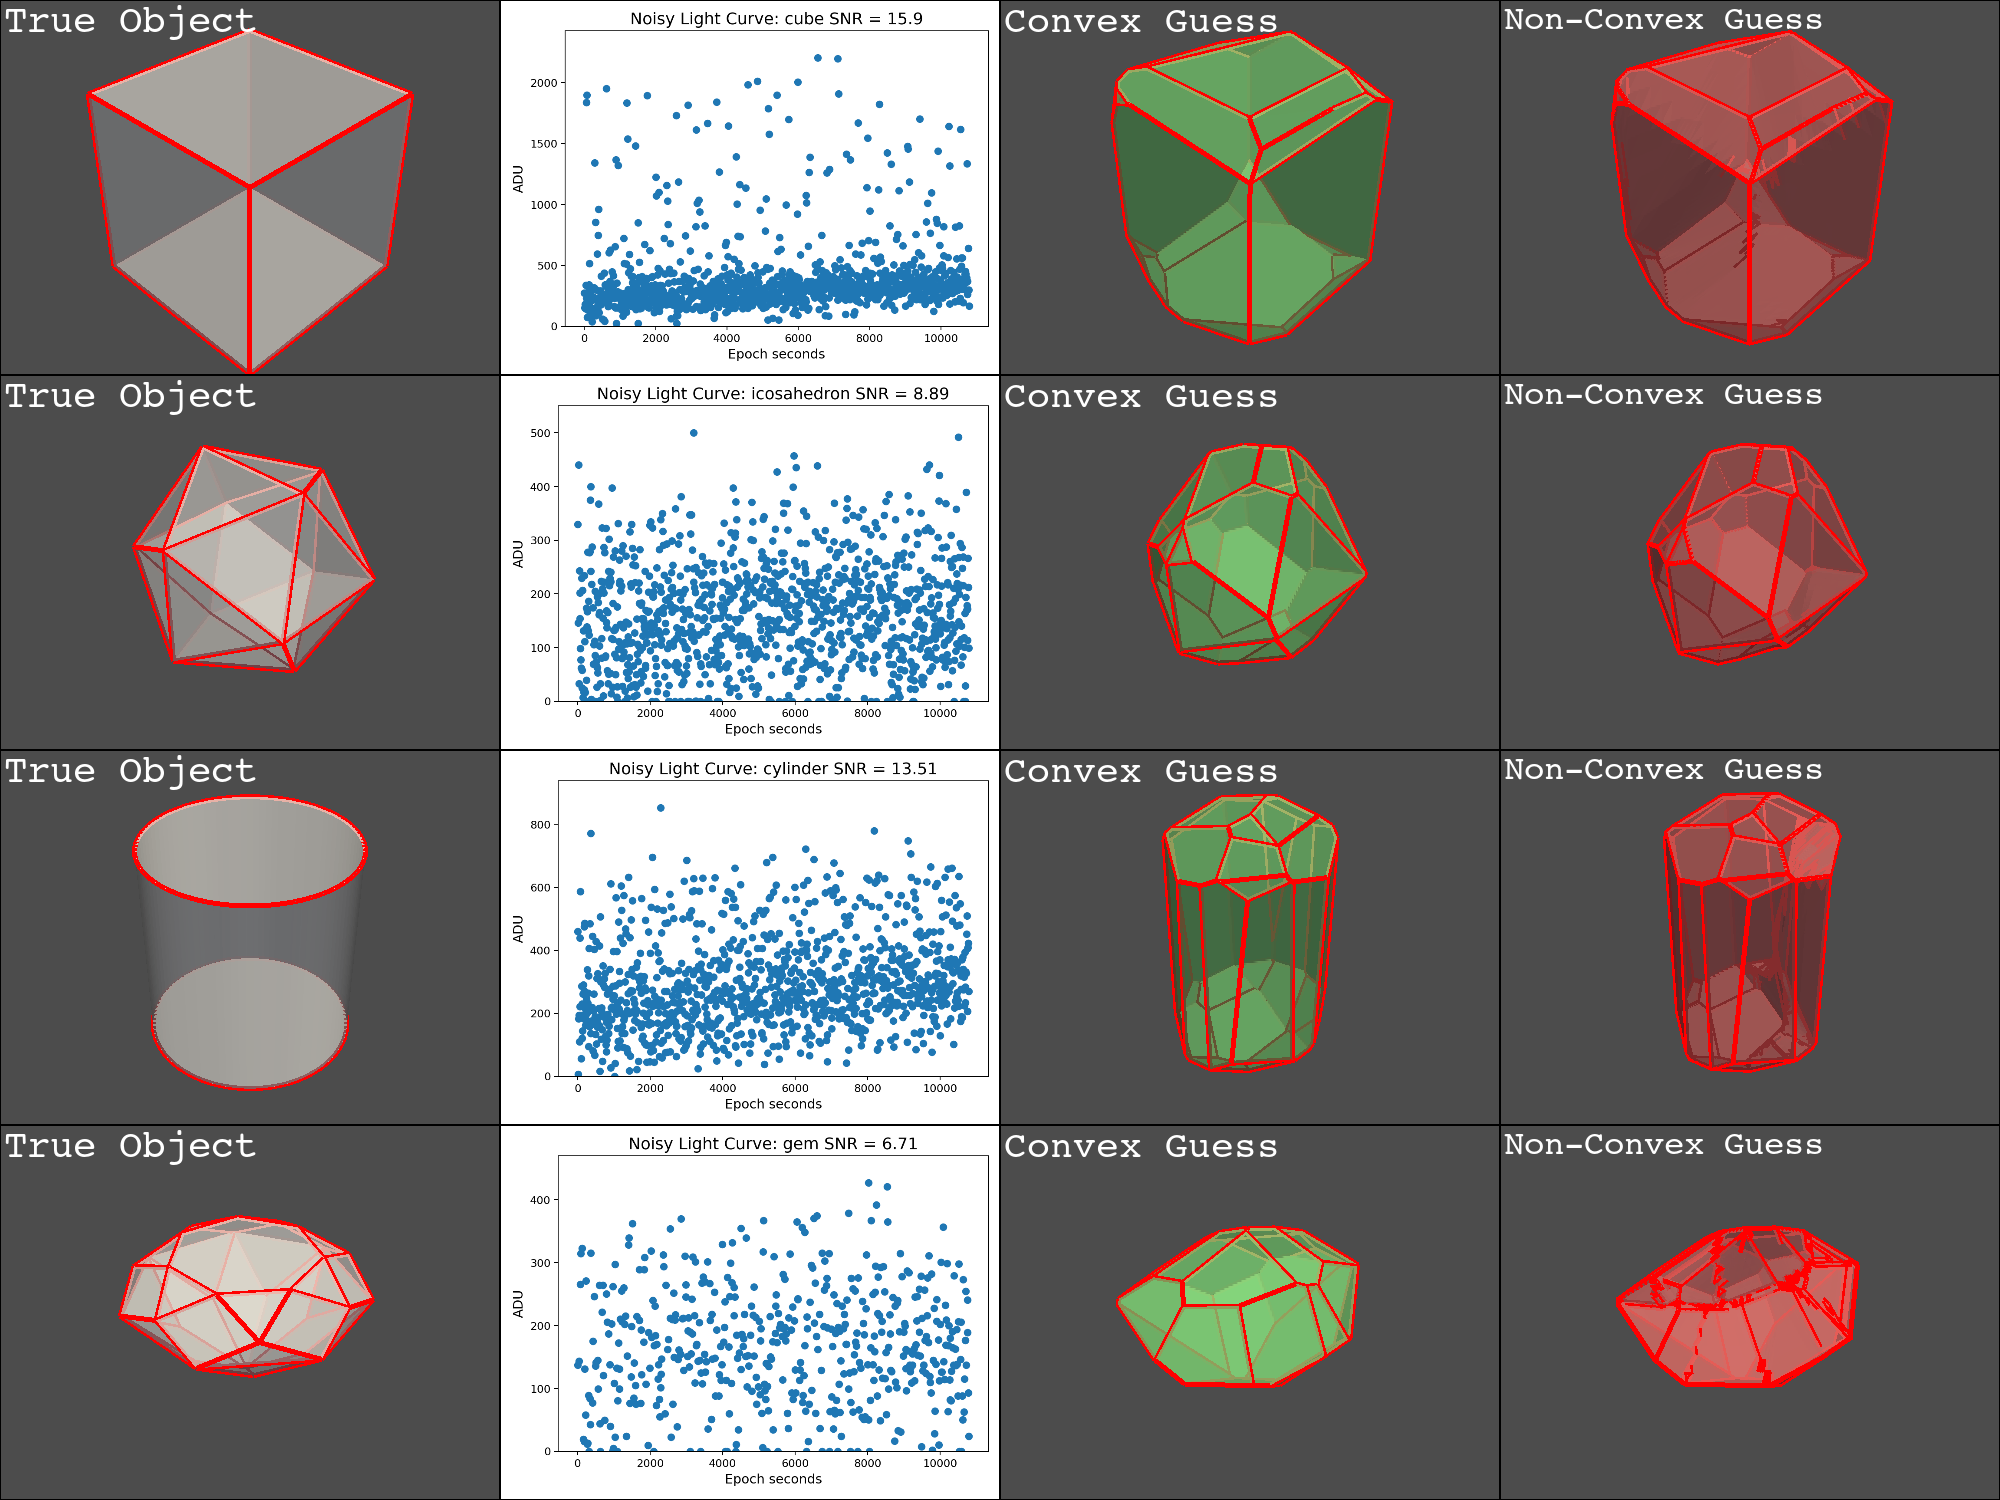 True Object
Noisy Light Curve: cube SNR = 15.9
2000
1500
1000
500
0
ADU
0 2000 4000 6000 8000 10000
Epoch seconds
Convex Guess
Non-Convex Guess
True Object
Noisy Light Curve: icosahedron SNR = 8.89
500
400
300
200
100
0
ADU
0 2000 4000 6000 8000 10000
Epoch seconds
Convex Guess
Non-Convex Guess
True Object
Noisy Light Curve: cylinder SNR = 13.51
800
600
400
200
0
ADU
0 2000 4000 6000 8000 10000
Epoch seconds
Convex Guess
Non-Convex Guess
True Object
Noisy Light Curve: gem SNR = 6.71
400
300
200
100
0
ADU
0 2000 4000 6000 8000 10000
Epoch seconds
Convex Guess
Non-Convex Guess